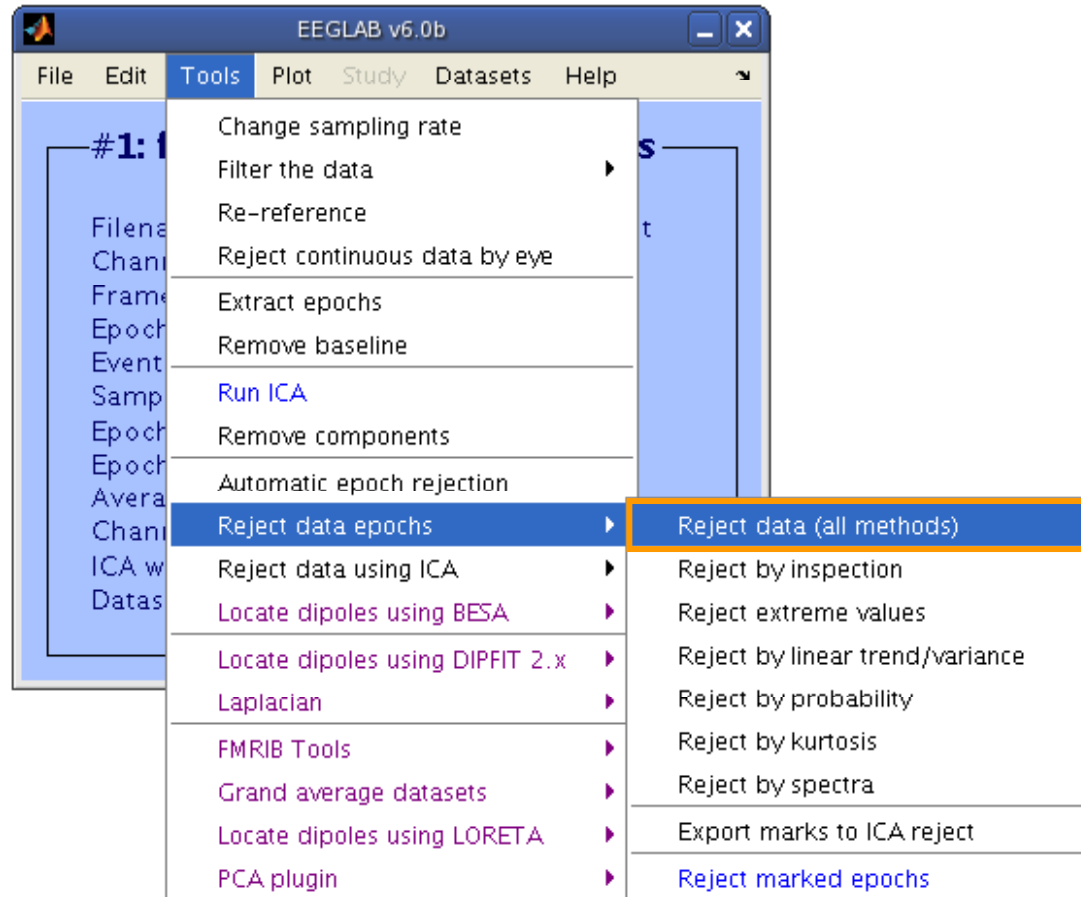 EEGLAB v6.0b
File Edit Tools Plot Study Datasets Help
#1: s
Filena t
Chan
Frame
Epoch
Event
Samp
Epoch
Epoch
Avera
Chan
ICA w
Datas
Change sampling rate
Filter the data
Re-reference
Reject continuous data by eye
Extract epochs
Remove baseline
Run ICA
Remove components
Automatic epoch rejection
Reject data epochs
Reject data using ICA
Locate dipoles using BESA
Locate dipoles using DIPFIT 2.x
Laplacian
FMRIB Tools
Grand average datasets
Locate dipoles using LORETA
PCA plugin
Reject data (all methods)
Reject by inspection
Reject extreme values
Reject by linear trend/variance
Reject by probability
Reject by kurtosis
Reject by spectra
Export marks to ICA reject
Reject marked epochs